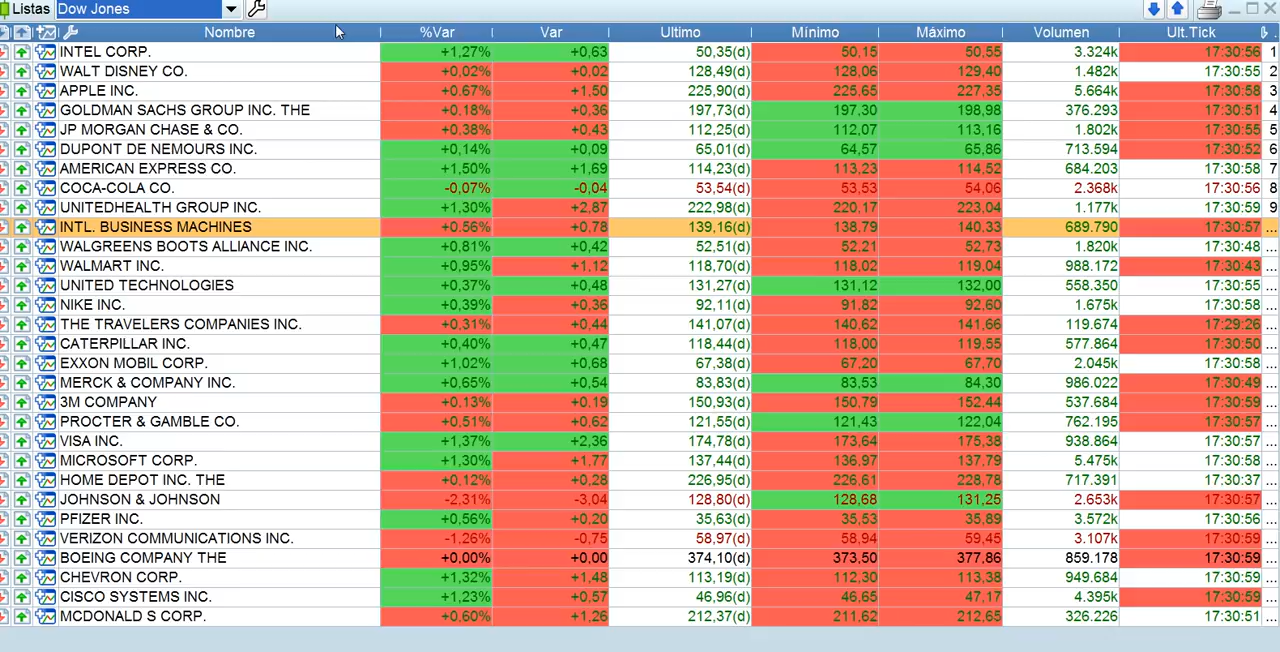 Listas Dow Jones
Nombre %Var Var Ultimo Mínimo Máximo Volumen Ult.Tick
INTEL CORP. +1,27% +0,63 50,35(d) 50,15 50,55 3.324k 17:30:56 1
WALT DISNEY CO. +0,02% +0,02 128,49(d) 128,06 129,40 1.482k 17:30:55 2
APPLE INC. +0,67% +1,50 225,90(d) 225,65 227,35 5.664k 17:30:58 3
GOLDMAN SACHS GROUP INC. THE +0,18% +0,36 197,73(d) 197,30 198,98 376.293 17:30:51 4
JP MORGAN CHASE & CO. +0,38% +0,43 112,25(d) 112,07 113,16 1.802k 17:30:55 5
DUPONT DE NEMOURS INC. +0,14% +0,09 65,01(d) 64,57 65,86 713.594 17:30:52 6
AMERICAN EXPRESS CO. +1,50% +1,69 114,23(d) 113,23 114,52 684.203 17:30:58 7
COCA-COLA CO. -0,07% -0,04 53,54(d) 53,53 54,06 2.368k 17:30:56 8
UNITEDHEALTH GROUP INC. +1,30% +2,87 222,98(d) 220,17 223,04 1.177k 17:30:59 9
INTL. BUSINESS MACHINES +0,56% +0,78 139,16(d) 138,79 140,33 689.790 17:30:57 ...
WALGREENS BOOTS ALLIANCE INC. +0,81% +0,42 52,51(d) 52,21 52,73 1.820k 17:30:48 ...
WALMART INC. +0,95% +1,12 118,70(d) 118,02 119,04 988.172 17:30:43 ...
UNITED TECHNOLOGIES +0,37% +0,48 131,27(d) 131,12 132,00 558.350 17:30:55 ...
NIKE INC. +0,39% +0,36 92,11(d) 91,82 92,60 1.675k 17:30:58 ...
THE TRAVELERS COMPANIES INC. +0,31% +0,44 141,07(d) 140,62 141,66 119.674 17:29:26 ...
CATERPILLAR INC. +0,40% +0,47 118,44(d) 118,00 119,55 577.864 17:30:50 ...
EXXON MOBIL CORP. +1,02% +0,68 67,38(d) 67,20 67,70 2.045k 17:30:58 ...
MERCK & COMPANY INC. +0,65% +0,54 83,83(d) 83,53 84,30 986.022 17:30:49 ...
3M COMPANY +0,13% +0,19 150,93(d) 150,79 152,44 537.684 17:30:59 ...
PROCTER & GAMBLE CO. +0,51% +0,62 121,55(d) 121,43 122,04 762.195 17:30:57 ...
VISA INC. +1,37% +2,36 174,78(d) 173,64 175,38 938.864 17:30:57 ...
MICROSOFT CORP. +1,30% +1,77 137,44(d) 136,97 137,79 5.475k 17:30:58 ...
HOME DEPOT INC. THE +0,12% +0,28 226,95(d) 226,61 228,78 717.391 17:30:37 ...
JOHNSON & JOHNSON -2,31% -3,04 128,80(d) 128,68 131,25 2.653k 17:30:57 ...
PFIZER INC. +0,56% +0,20 35,63(d) 35,53 35,89 3.572k 17:30:56 ...
VERIZON COMMUNICATIONS INC. -1,26% -0,75 58,97(d) 58,94 59,45 3.107k 17:30:59 ...
BOEING COMPANY THE +0,00% +0,00 374,10(d) 373,50 377,86 859.178 17:30:59 ...
CHEVRON CORP. +1,32% +1,48 113,19(d) 112,30 113,38 949.684 17:30:59 ...
CISCO SYSTEMS INC. +1,23% +0,57 46,96(d) 46,65 47,17 4.395k 17:30:59 ...
MCDONALD S CORP. +0,60% +1,26 212,37(d) 211,62 212,65 326.226 17:30:51 ...